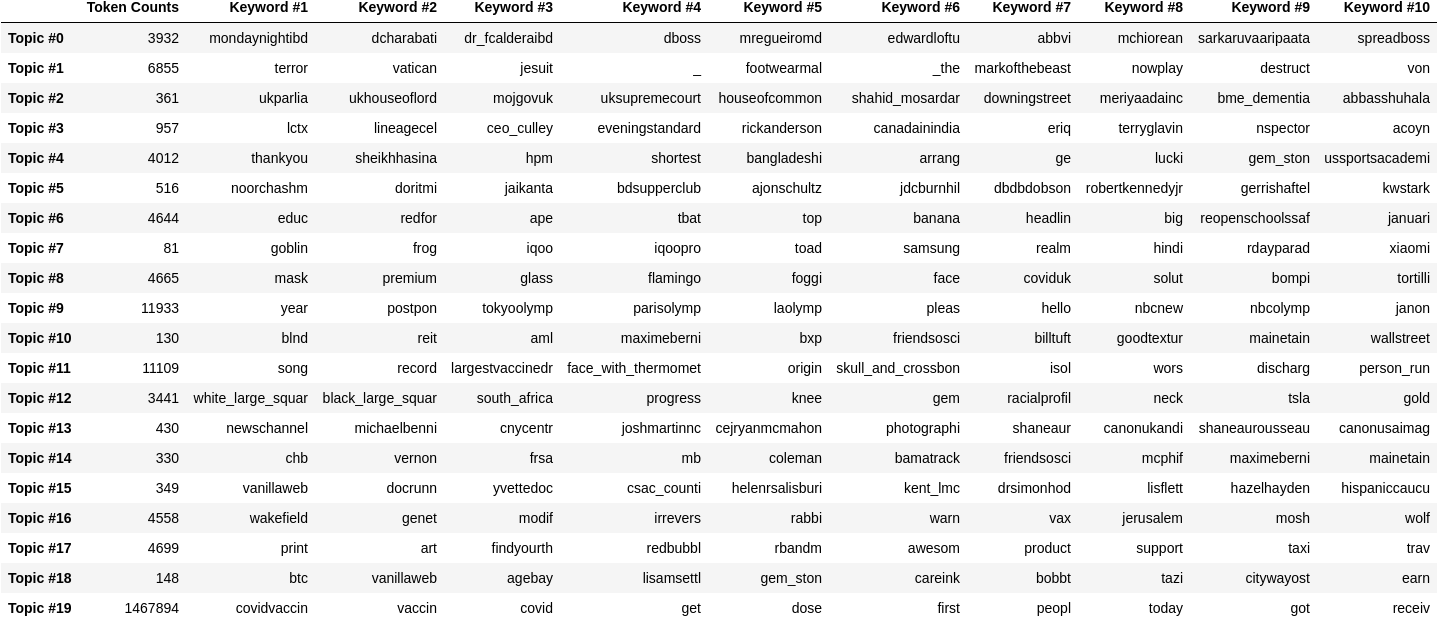 Token Counts Keyword #1 Keyword #2 Keyword #3 Keyword #4 Keyword #5 Keyword #6 Keyword #7 Keyword #8 Keyword #9 Keyword #10
Topic #0 3932 mondaynightibd dcharabati dr_fcalderaibd dboss mregueiromd edwardloftu abbvi mchiorean sarkaruvaaripaata spreadboss
Topic #1 6855 terror vatican jesuit _ footwearmal _the markofthebeast nowplay destruct von
Topic #2 361 ukparlia ukhouseoflord mojgovuk uksupremecourt houseofcommon shahid_mosardar downingstreet meriyaadainc bme_dementia abbasshuhala
Topic #3 957 lctx lineagecel ceo_culley eveningstandard rickanderson canadainindia eriq terryglavin nspector acoyn
Topic #4 4012 thankyou sheikhhasina hpm shortest bangladeshi arrang ge lucki gem_ston ussportsacademi
Topic #5 516 noorchashm doritmi jaikanta bdsupperclub ajonschultz jdcburnhil dbdbdobson robertkennedyjr gerrishaftel kwstark
Topic #6 4644 educ redfor ape tbat top banana headlin big reopenschoolssaf januari
Topic #7 81 goblin frog iqoo iqoopro toad samsung realm hindi rdayparad xiaomi
Topic #8 4665 mask premium glass flamingo foggi face coviduk solut bompi tortilli
Topic #9 11933 year postpon tokyoolymp parisolymp laolymp pleas hello nbcnew nbcolymp janon
Topic #10 130 blnd reit aml maximeberni bxp friendsosci billtuft goodtextur mainetain wallstreet
Topic #11 11109 song record largestvaccinedr face_with_thermomet origin skull_and_crossbon isol wors discharg person_run
Topic #12 3441 white_large_squar black_large_squar south_africa progress knee gem racialprofil neck tsla gold
Topic #13 430 newschannel michaelbenni cnycentr joshmartinnc cejryanmcmahon photographi shaneaur canonukandi shaneaurousseau canonusaimag
Topic #14 330 chb vernon frsa mb coleman bamatrack friendsosci mcphif maximeberni mainetain
Topic #15 349 vanillaweb docrunn yvettedoc csac_counti helenrsalisburi kent_lmc drsimonhod lisflett hazelhayden hispaniccaucu
Topic #16 4558 wakefield genet modif irrevers rabbi warn vax jerusalem mosh wolf
Topic #17 4699 print art findyourth redbubbl rbandm awesom product support taxi trav
Topic #18 148 btc vanillaweb agebay lisamsettl gem_ston careink bobbt tazi citywayost earn
Topic #19 1467894 covidvaccin vaccin covid get dose first peopl today got receiv